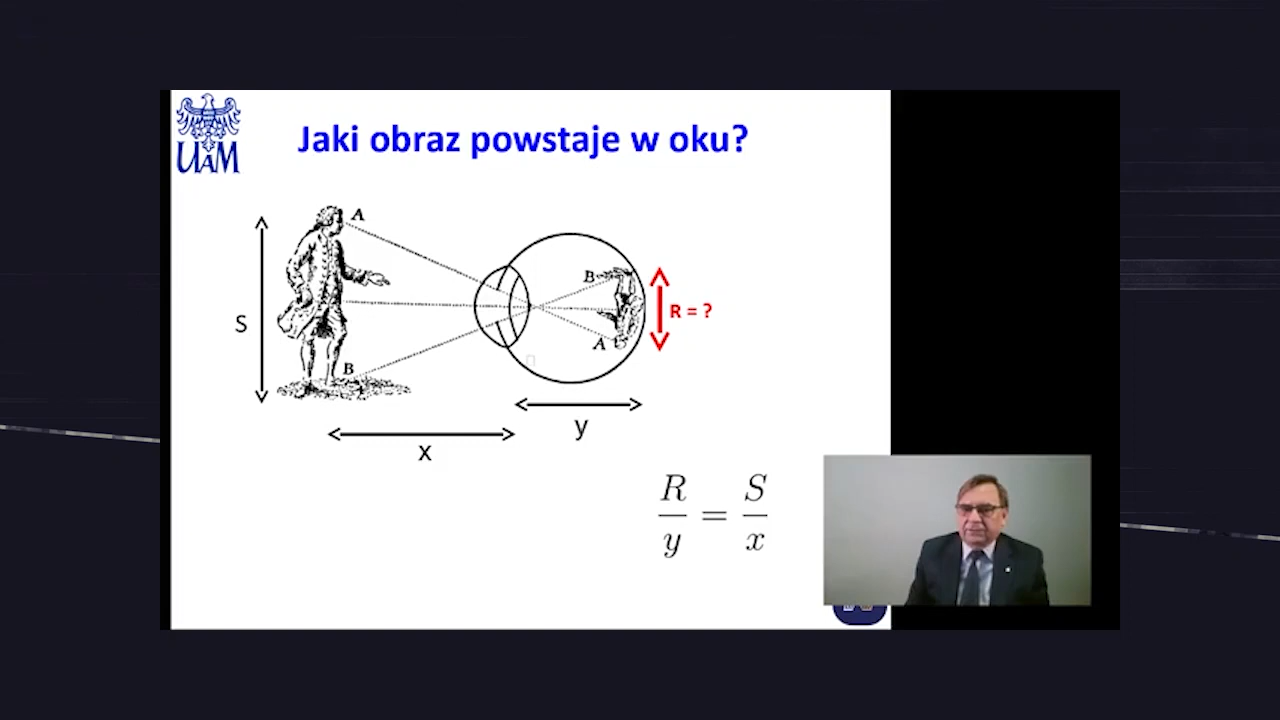 UAM
Jaki obraz powstaje w oku?
A
B
S
B
A
R = ?
y
x
R/y = S/x